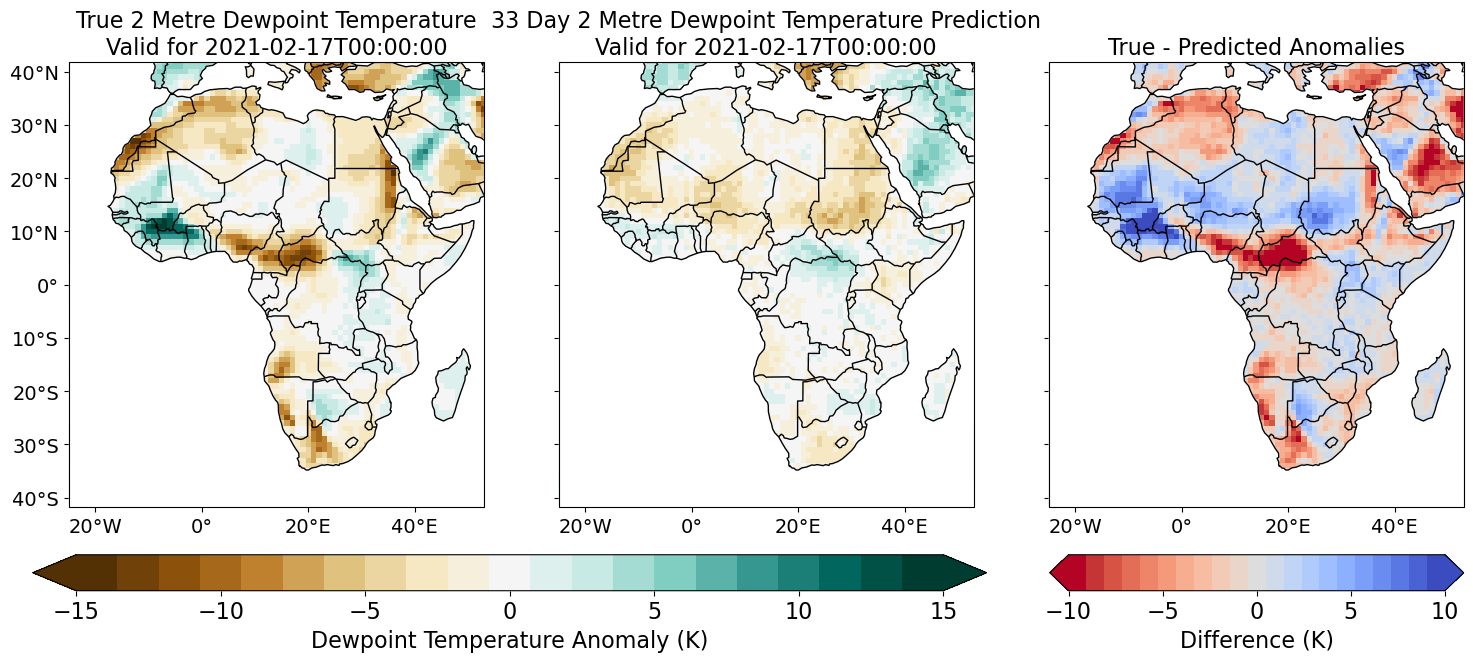 True 2 Metre Dewpoint Temperature
Valid for 2021-02-17T00:00:00
33 Day 2 Metre Dewpoint Temperature Prediction
Valid for 2021-02-17T00:00:00
True - Predicted Anomalies
40°N
30°N
20°N
10°N
0°
10°S
20°S
30°S
40°S
20°W 0° 20°E 40°E
20°W 0° 20°E 40°E
20°W 0° 20°E 40°E
−15 −10 −5 0 5 10 15
Dewpoint Temperature Anomaly (K)
−10 −5 0 5 10
Difference (K)